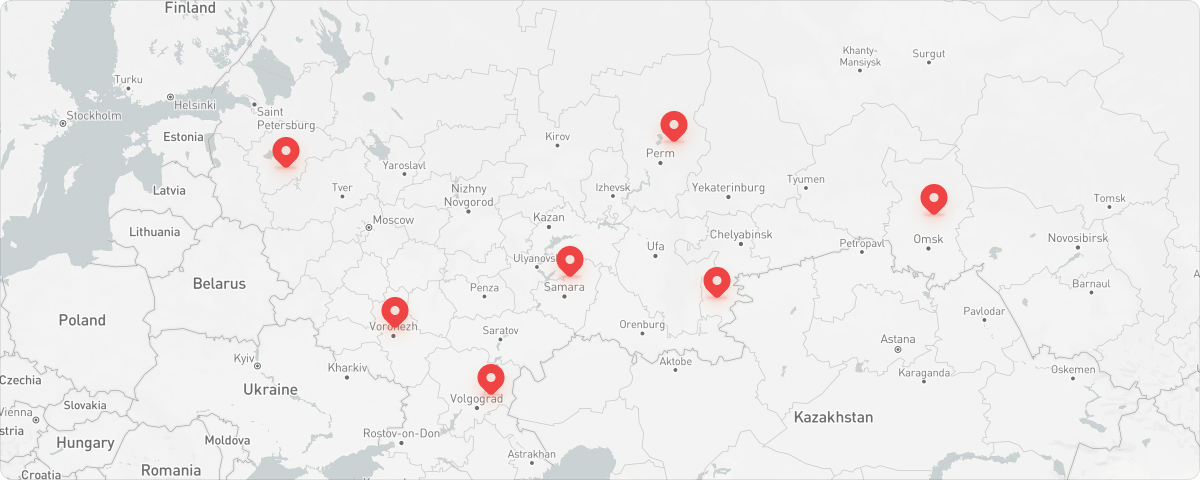 Finland
Khanty-
Mansiysk
Surgut
Turku
Helsinki
Stockholm
Saint
Petersburg
Estonia
Kirov
Perm
Yaroslavl
Latvia
Tver
Nizhny
Novgorod
Izhevsk
Yekaterinburg
Tyumen
Tomsk
Moscow
Kazan
Lithuania
Chelyabinsk
Ufa
Petropavl
Omsk
Novosibirsk
Ulyanovs
Belarus
Penza
Samara
Barnaul
Poland
Voronezh
Saratov
Orenburg
Pavlodar
Astana
Kyiv
Kharkiv
Aktobe
Karaganda
Oskemen
Czechia
Ukraine
Volgograd
Slovakia
Vienna
stria
Kazakhstan
Hungary
Moldova
Rostov-on-Don
Astrakhan
Romania
Croatia